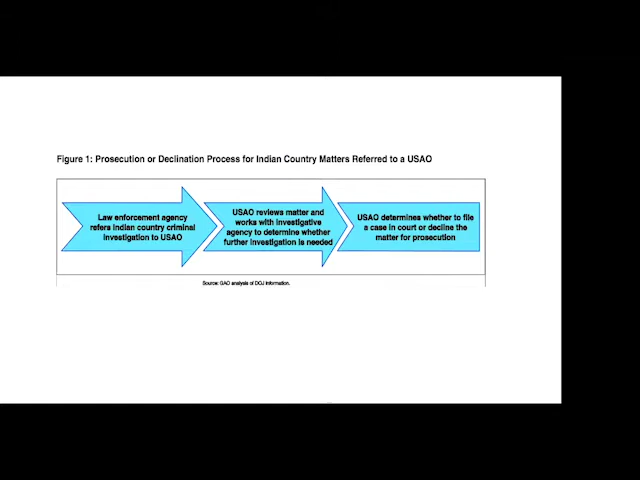 Figure 1: Prosecution or Declination Process for Indian Country Matters Referred to a USAO
Law enforcement agency
refers Indian country criminal
investigation to USAO
USAO reviews matter and
works with investigative
agency to determine whether
further investigation is needed
USAO determines whether to file
a case in court or decline the
matter for prosecution
Source: GAO analysis of DOJ information.